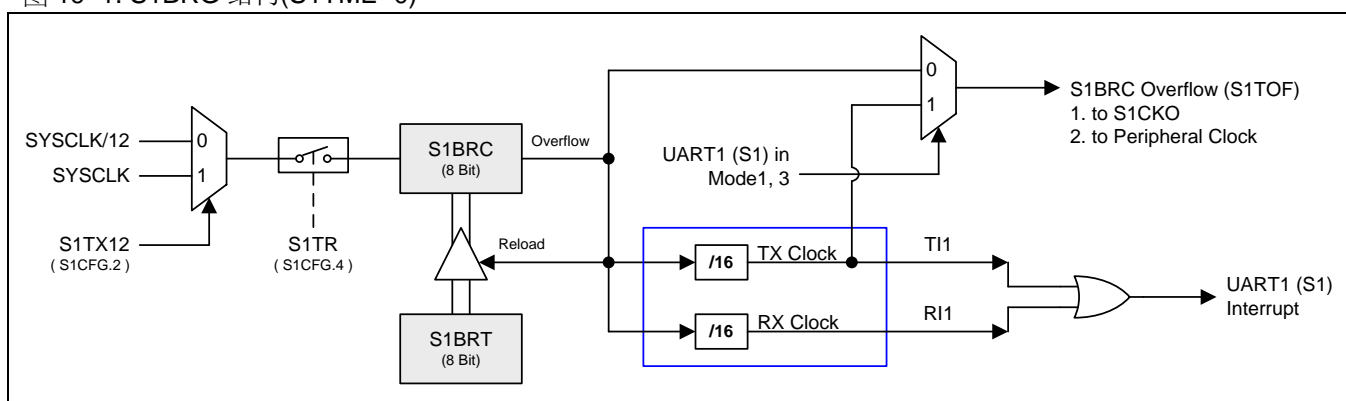 SYSCLK/12
SYSCLK
0
1
S1TX12
( S1CFG.2 )
S1TR
( S1CFG.4 )
S1BRC
(8 Bit)
Overflow
Reload
S1BRT
(8 Bit)
UART1 (S1) in
Mode1, 3
0
1
S1BRC Overflow (S1TOF)
1. to S1CKO
2. to Peripheral Clock
/16
TX Clock
TI1
/16
RX Clock
RI1
UART1 (S1)
Interrupt